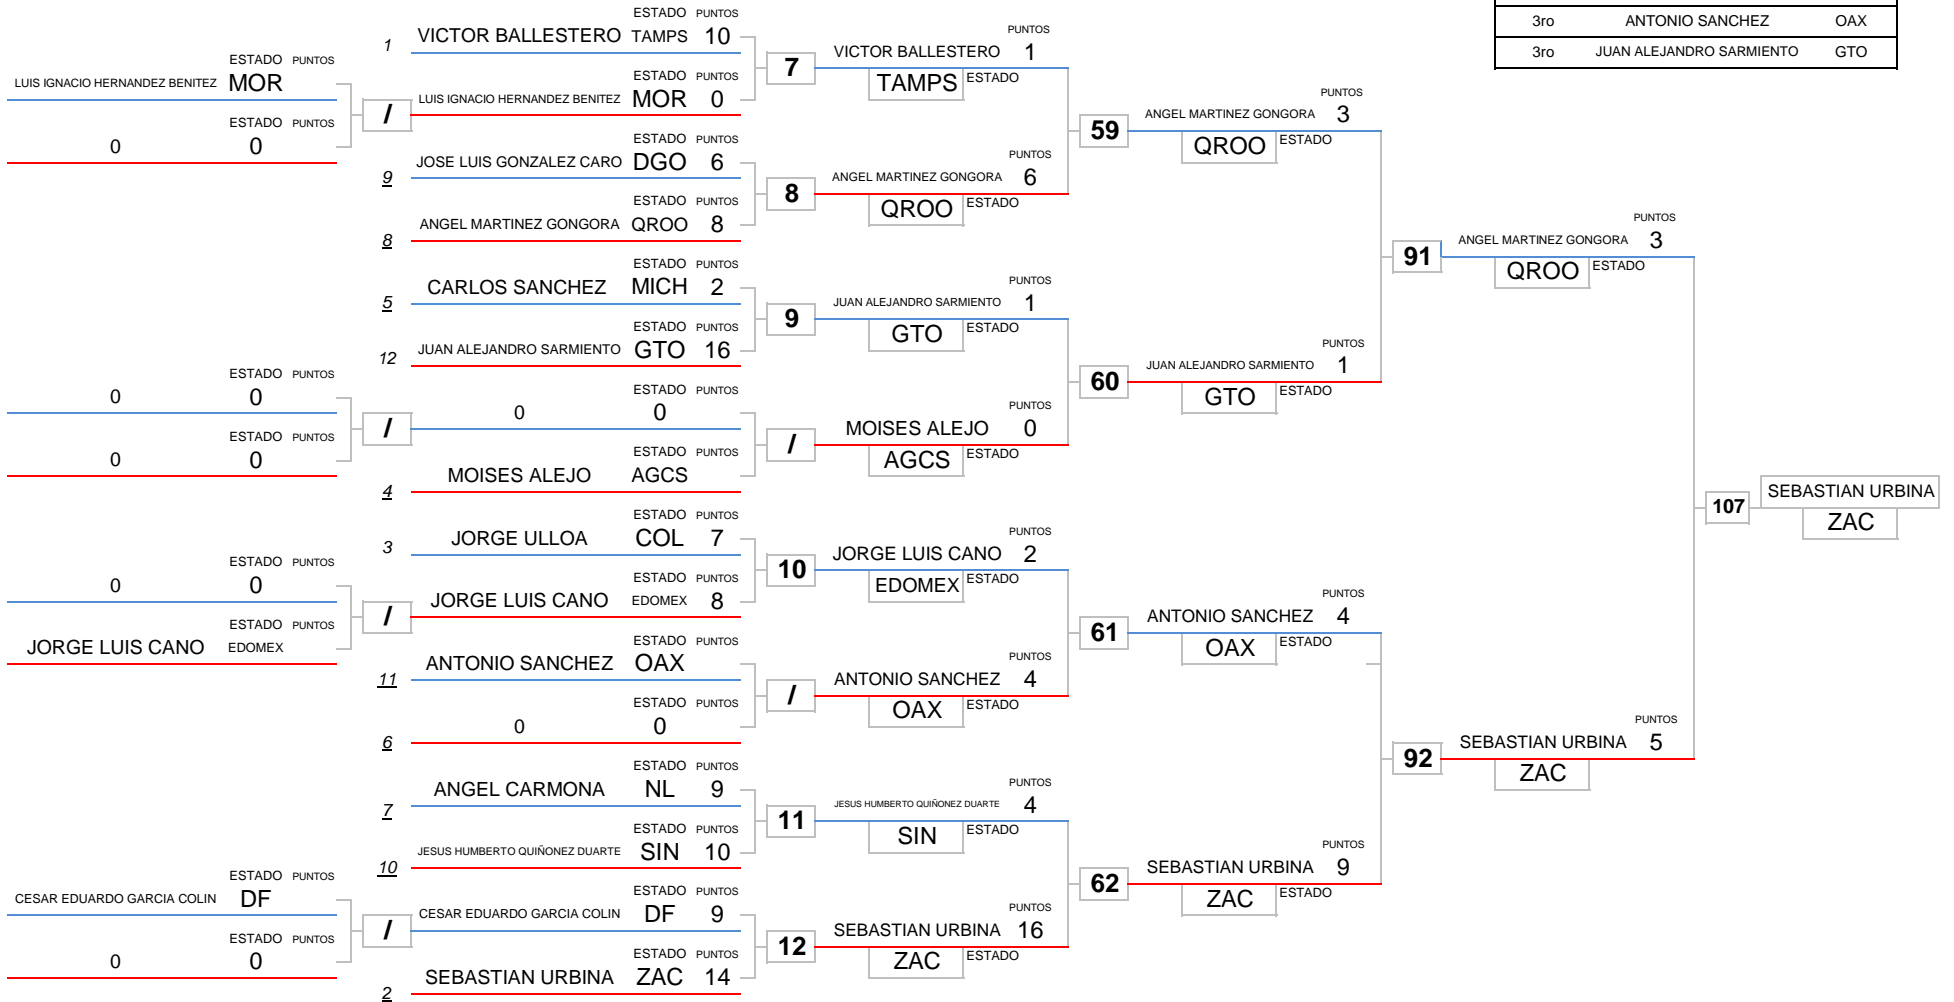 3ro ANTONIO SANCHEZ OAX
3ro JUAN ALEJANDRO SARMIENTO GTO
ESTADO PUNTOS
LUIS IGNACIO HERNANDEZ BENITEZ MOR
ESTADO PUNTOS
0 0
/
ESTADO PUNTOS
0 0
ESTADO PUNTOS
0 0
/
ESTADO PUNTOS
0 0
ESTADO PUNTOS
JORGE LUIS CANO EDOMEX
/
ESTADO PUNTOS
CESAR EDUARDO GARCIA COLIN DF
ESTADO PUNTOS
0 0
/
ESTADO PUNTOS
1 VICTOR BALLESTERO TAMPS 10
ESTADO PUNTOS
LUIS IGNACIO HERNANDEZ BENITEZ MOR 0
7
ESTADO PUNTOS
9 JOSE LUIS GONZALEZ CARO DGO 6
ESTADO PUNTOS
8 ANGEL MARTINEZ GONGORA QROO 8
8
ESTADO PUNTOS
5 CARLOS SANCHEZ MICH 2
ESTADO PUNTOS
12 JUAN ALEJANDRO SARMIENTO GTO 16
9
ESTADO PUNTOS
0 0
ESTADO PUNTOS
4 MOISES ALEJO AGCS
/
ESTADO PUNTOS
3 JORGE ULLOA COL 7
ESTADO PUNTOS
JORGE LUIS CANO EDOMEX 8
10
ESTADO PUNTOS
11 ANTONIO SANCHEZ OAX
ESTADO PUNTOS
6 0 0
/
ESTADO PUNTOS
7 ANGEL CARMONA NL 9
ESTADO PUNTOS
10 JESUS HUMBERTO QUIÑONEZ DUARTE SIN 10
11
ESTADO PUNTOS
CESAR EDUARDO GARCIA COLIN DF 9
ESTADO PUNTOS
2 SEBASTIAN URBINA ZAC 14
12
PUNTOS
VICTOR BALLESTERO 1
TAMPS ESTADO
PUNTOS
ANGEL MARTINEZ GONGORA 6
QROO ESTADO
59
PUNTOS
JUAN ALEJANDRO SARMIENTO 1
GTO ESTADO
PUNTOS
MOISES ALEJO 0
AGCS ESTADO
60
PUNTOS
JORGE LUIS CANO 2
EDOMEX ESTADO
PUNTOS
ANTONIO SANCHEZ 4
OAX ESTADO
61
PUNTOS
JESUS HUMBERTO QUIÑONEZ DUARTE 4
SIN ESTADO
PUNTOS
SEBASTIAN URBINA 16
ZAC ESTADO
62
PUNTOS
ANGEL MARTINEZ GONGORA 3
QROO ESTADO
PUNTOS
JUAN ALEJANDRO SARMIENTO 1
GTO ESTADO
91
PUNTOS
ANTONIO SANCHEZ 4
OAX ESTADO
PUNTOS
SEBASTIAN URBINA 9
ZAC ESTADO
92
PUNTOS
ANGEL MARTINEZ GONGORA 3
QROO ESTADO
PUNTOS
SEBASTIAN URBINA 5
ZAC
107
SEBASTIAN URBINA
ZAC